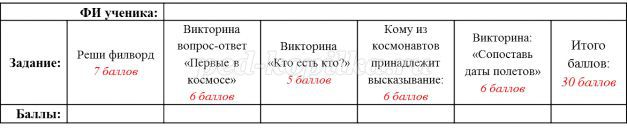 ФИ ученика:
Задание:
Реши филворд
7 баллов
Викторина
вопрос-ответ
«Первые в
космосе»
6 баллов
Викторина
«Кто есть кто?»
5 баллов
Кому из
космонавтов
принадлежит
высказывание:
6 баллов
Викторина:
«Сопоставь
даты полетов»
6 баллов
Итого
баллов:
30 баллов
Баллы: